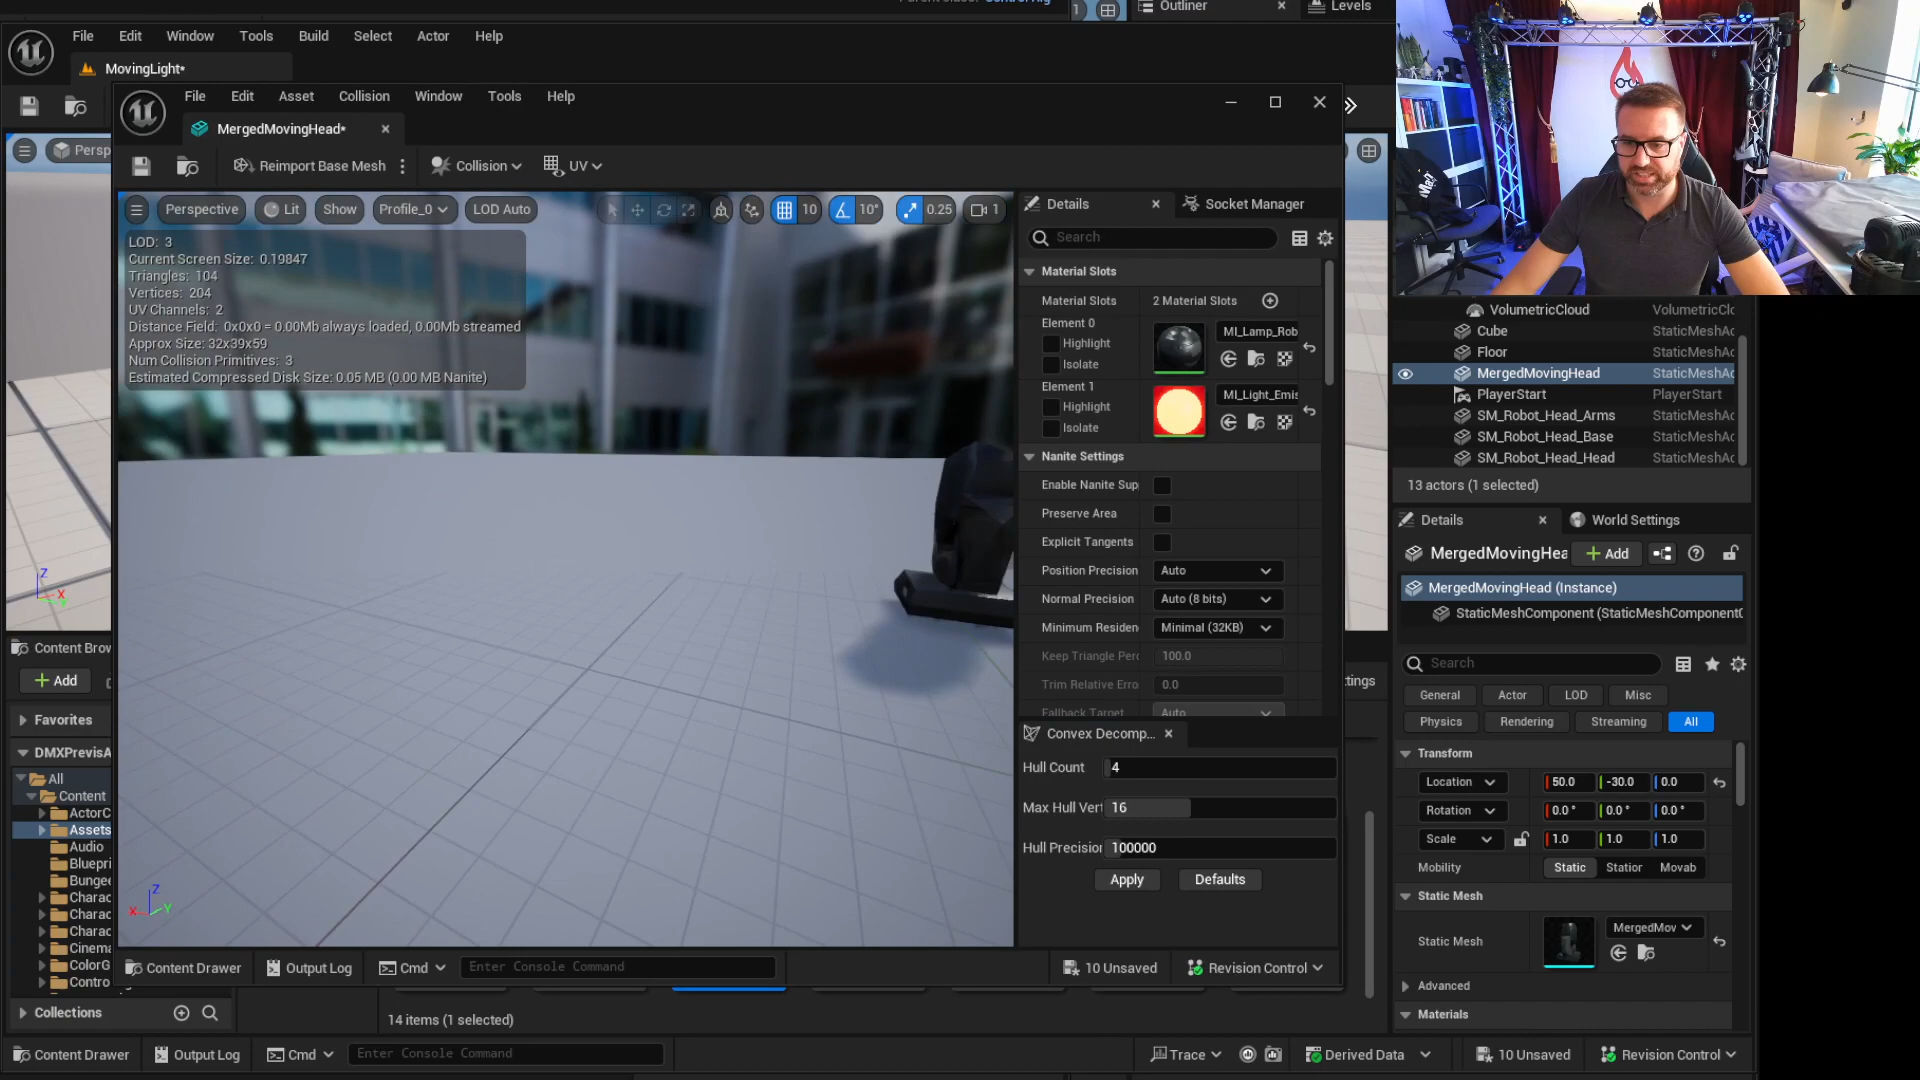 Outliner
Levels
1
File Edit Window Tools Build Select Actor Help
MovingLight*
File Edit Asset Collision Window Tools Help
MergedMovingHead*
Reimport Base Mesh
Collision
UV
Persp
Perspective
Lit
Show
Profile_0
LOD Auto
10
10°
0.25
1
LOD: 3
Current Screen Size: 0.19847
Triangles: 104
Vertices: 204
UV Channels: 2
Distance Field: 0x0x0 = 0.00Mb always loaded, 0.00Mb streamed
Approx Size: 32x39x59
Num Collision Primitives: 3
Estimated Compressed Disk Size: 0.05 MB (0.00 MB Nanite)
Details
Socket Manager
Search
Material Slots
Material Slots 2 Material Slots
Element 0
Highlight
Isolate
MI_Lamp_Rob
Element 1
Highlight
Isolate
MI_Light_Emis
Nanite Settings
Enable Nanite Sup
Preserve Area
Explicit Tangents
Position Precision Auto
Normal Precision Auto (8 bits)
Minimum Residen Minimal (32KB)
Keep Triangle Perc 100.0
Trim Relative Erro 0.0
Fallback Target Auto
Convex Decomp...
Hull Count 4
Max Hull Vert 16
Hull Precision 100000
Apply
Defaults
Z
X
Y
Content Drawer
Output Log
Cmd
Enter Console Command
10 Unsaved
Revision Control
Content Brow
Add
Favorites
DMXPrevisA
All
Content
ActorC
Assets
Audio
Bluepri
Bungee
Charac
Charac
Charac
Cinema
ColorG
Contro
Collections
14 items (1 selected)
ttings
VolumetricCloud VolumetricClo
Cube StaticMeshAc
Floor StaticMeshAc
MergedMovingHead StaticMeshAc
PlayerStart PlayerStart
SM_Robot_Head_Arms StaticMeshAc
SM_Robot_Head_Base StaticMeshAc
SM_Robot_Head_Head StaticMeshAc
13 actors (1 selected)
Details
World Settings
MergedMovingHea
Add
MergedMovingHead (Instance)
StaticMeshComponent (StaticMeshComponent0
Search
General Actor LOD Misc
Physics Rendering Streaming All
Transform
Location 50.0 -30.0 0.0
Rotation 0.0° 0.0° 0.0°
Scale 1.0 1.0 1.0
Mobility Static Station Movab
Static Mesh
Static Mesh MergedMov
Advanced
Materials
Content Drawer
Output Log
Cmd
Enter Console Command
Trace
Derived Data
10 Unsaved
Revision Control